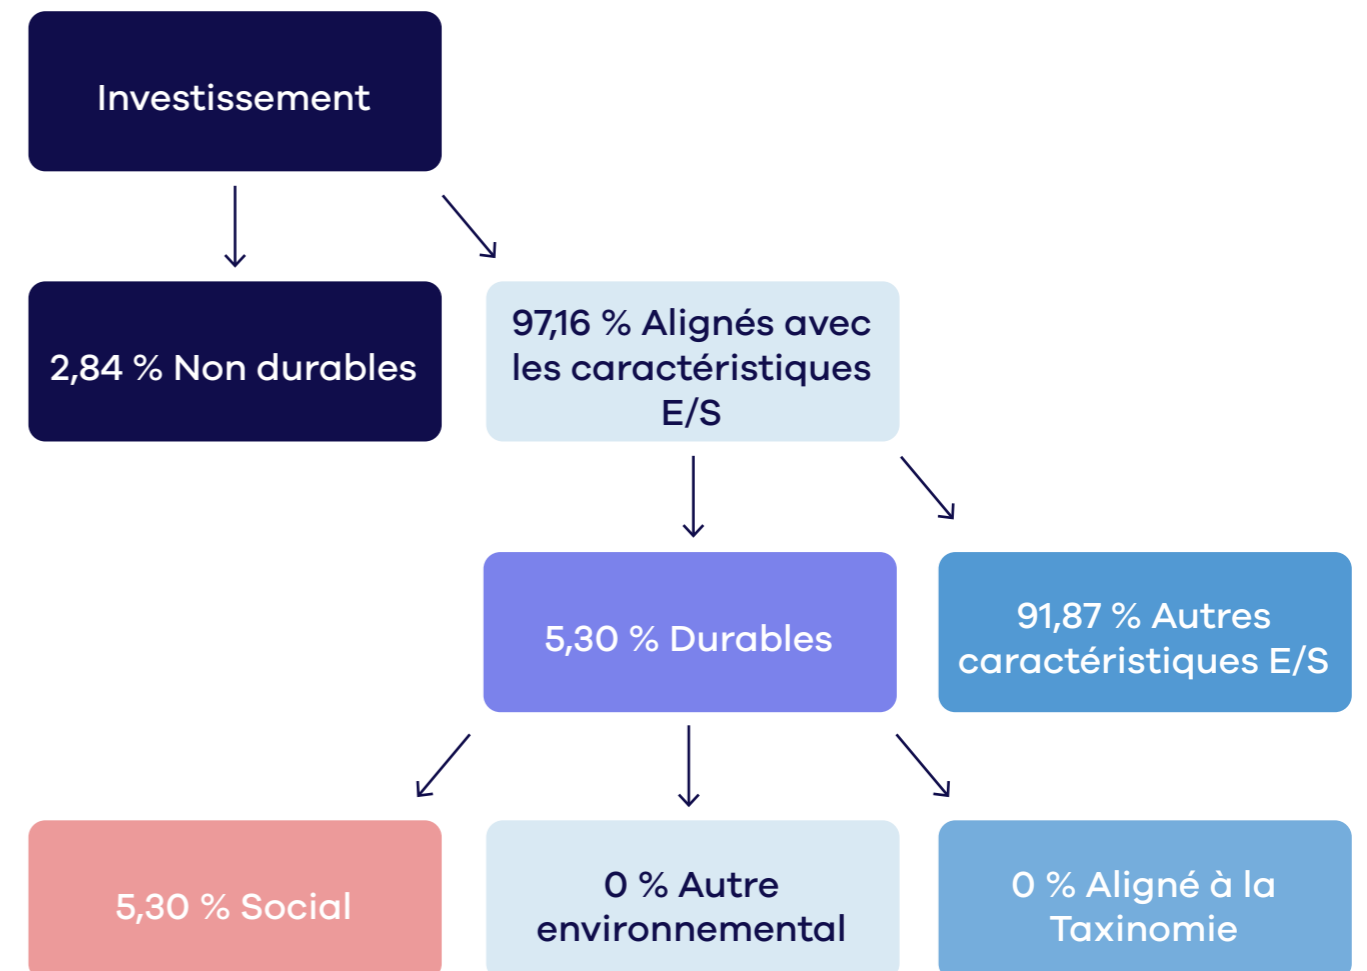 Investissement
2,84 % Non durables
97,16 % Alignés avec
les caractéristiques
E/S
5,30 % Durables
91,87 % Autres
caractéristiques E/S
5,30 % Social
0 % Autre
environnemental
0 % Aligné à la
Taxinomie